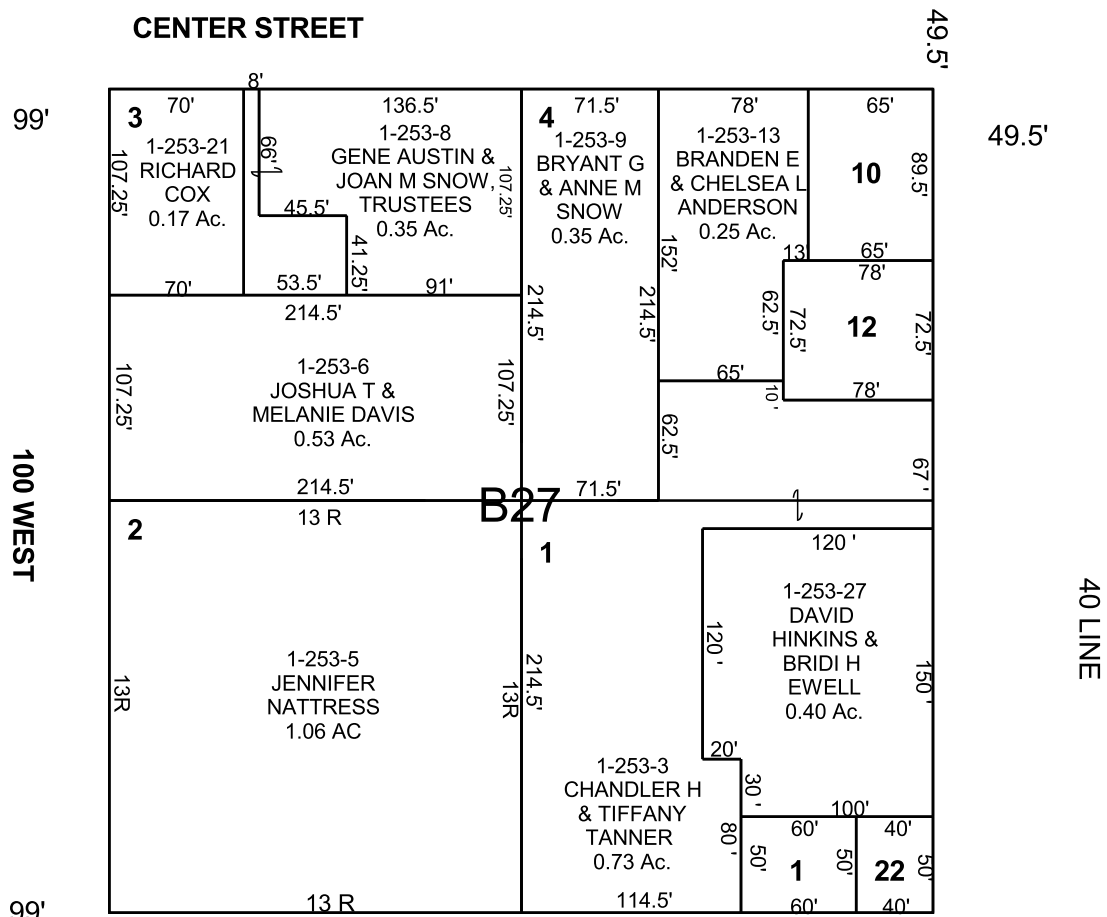 CENTER STREET
49.5'
99'
49.5'
8'
70'
136.5'
71.5'
78'
65'
3
4
10
1-253-21
RICHARD
COX
0.17 Ac.
107.25'
66'
1-253-8
GENE AUSTIN &
JOAN M SNOW,
TRUSTEES
0.35 Ac.
107.25'
1-253-9
BRYANT G
& ANNE M
SNOW
0.35 Ac.
1-253-13
BRANDEN E
& CHELSEA L
ANDERSON
0.25 Ac.
89.5'
45.5'
41.25'
152'
13'
65'
78'
70'
53.5'
91'
214.5'
214.5'
214.5'
62.5'
72.5'
12
72.5'
107.25'
1-253-6
JOSHUA T &
MELANIE DAVIS
0.53 Ac.
107.25'
65'
10 '
78'
62.5'
67 '
214.5'
71.5'
B27
100 WEST
2
13 R
1
120 '
1-253-27
DAVID
HINKINS &
BRIDI H
EWELL
0.40 Ac.
120 '
150 '
40 LINE
13R
1-253-5
JENNIFER
NATTRESS
1.06 AC
13R
214.5'
20'
30 '
1-253-3
CHANDLER H
& TIFFANY
TANNER
0.73 Ac.
100'
80 '
60'
40'
50'
1
50'
22
50'
99'
13 R
114.5'
60'
40'